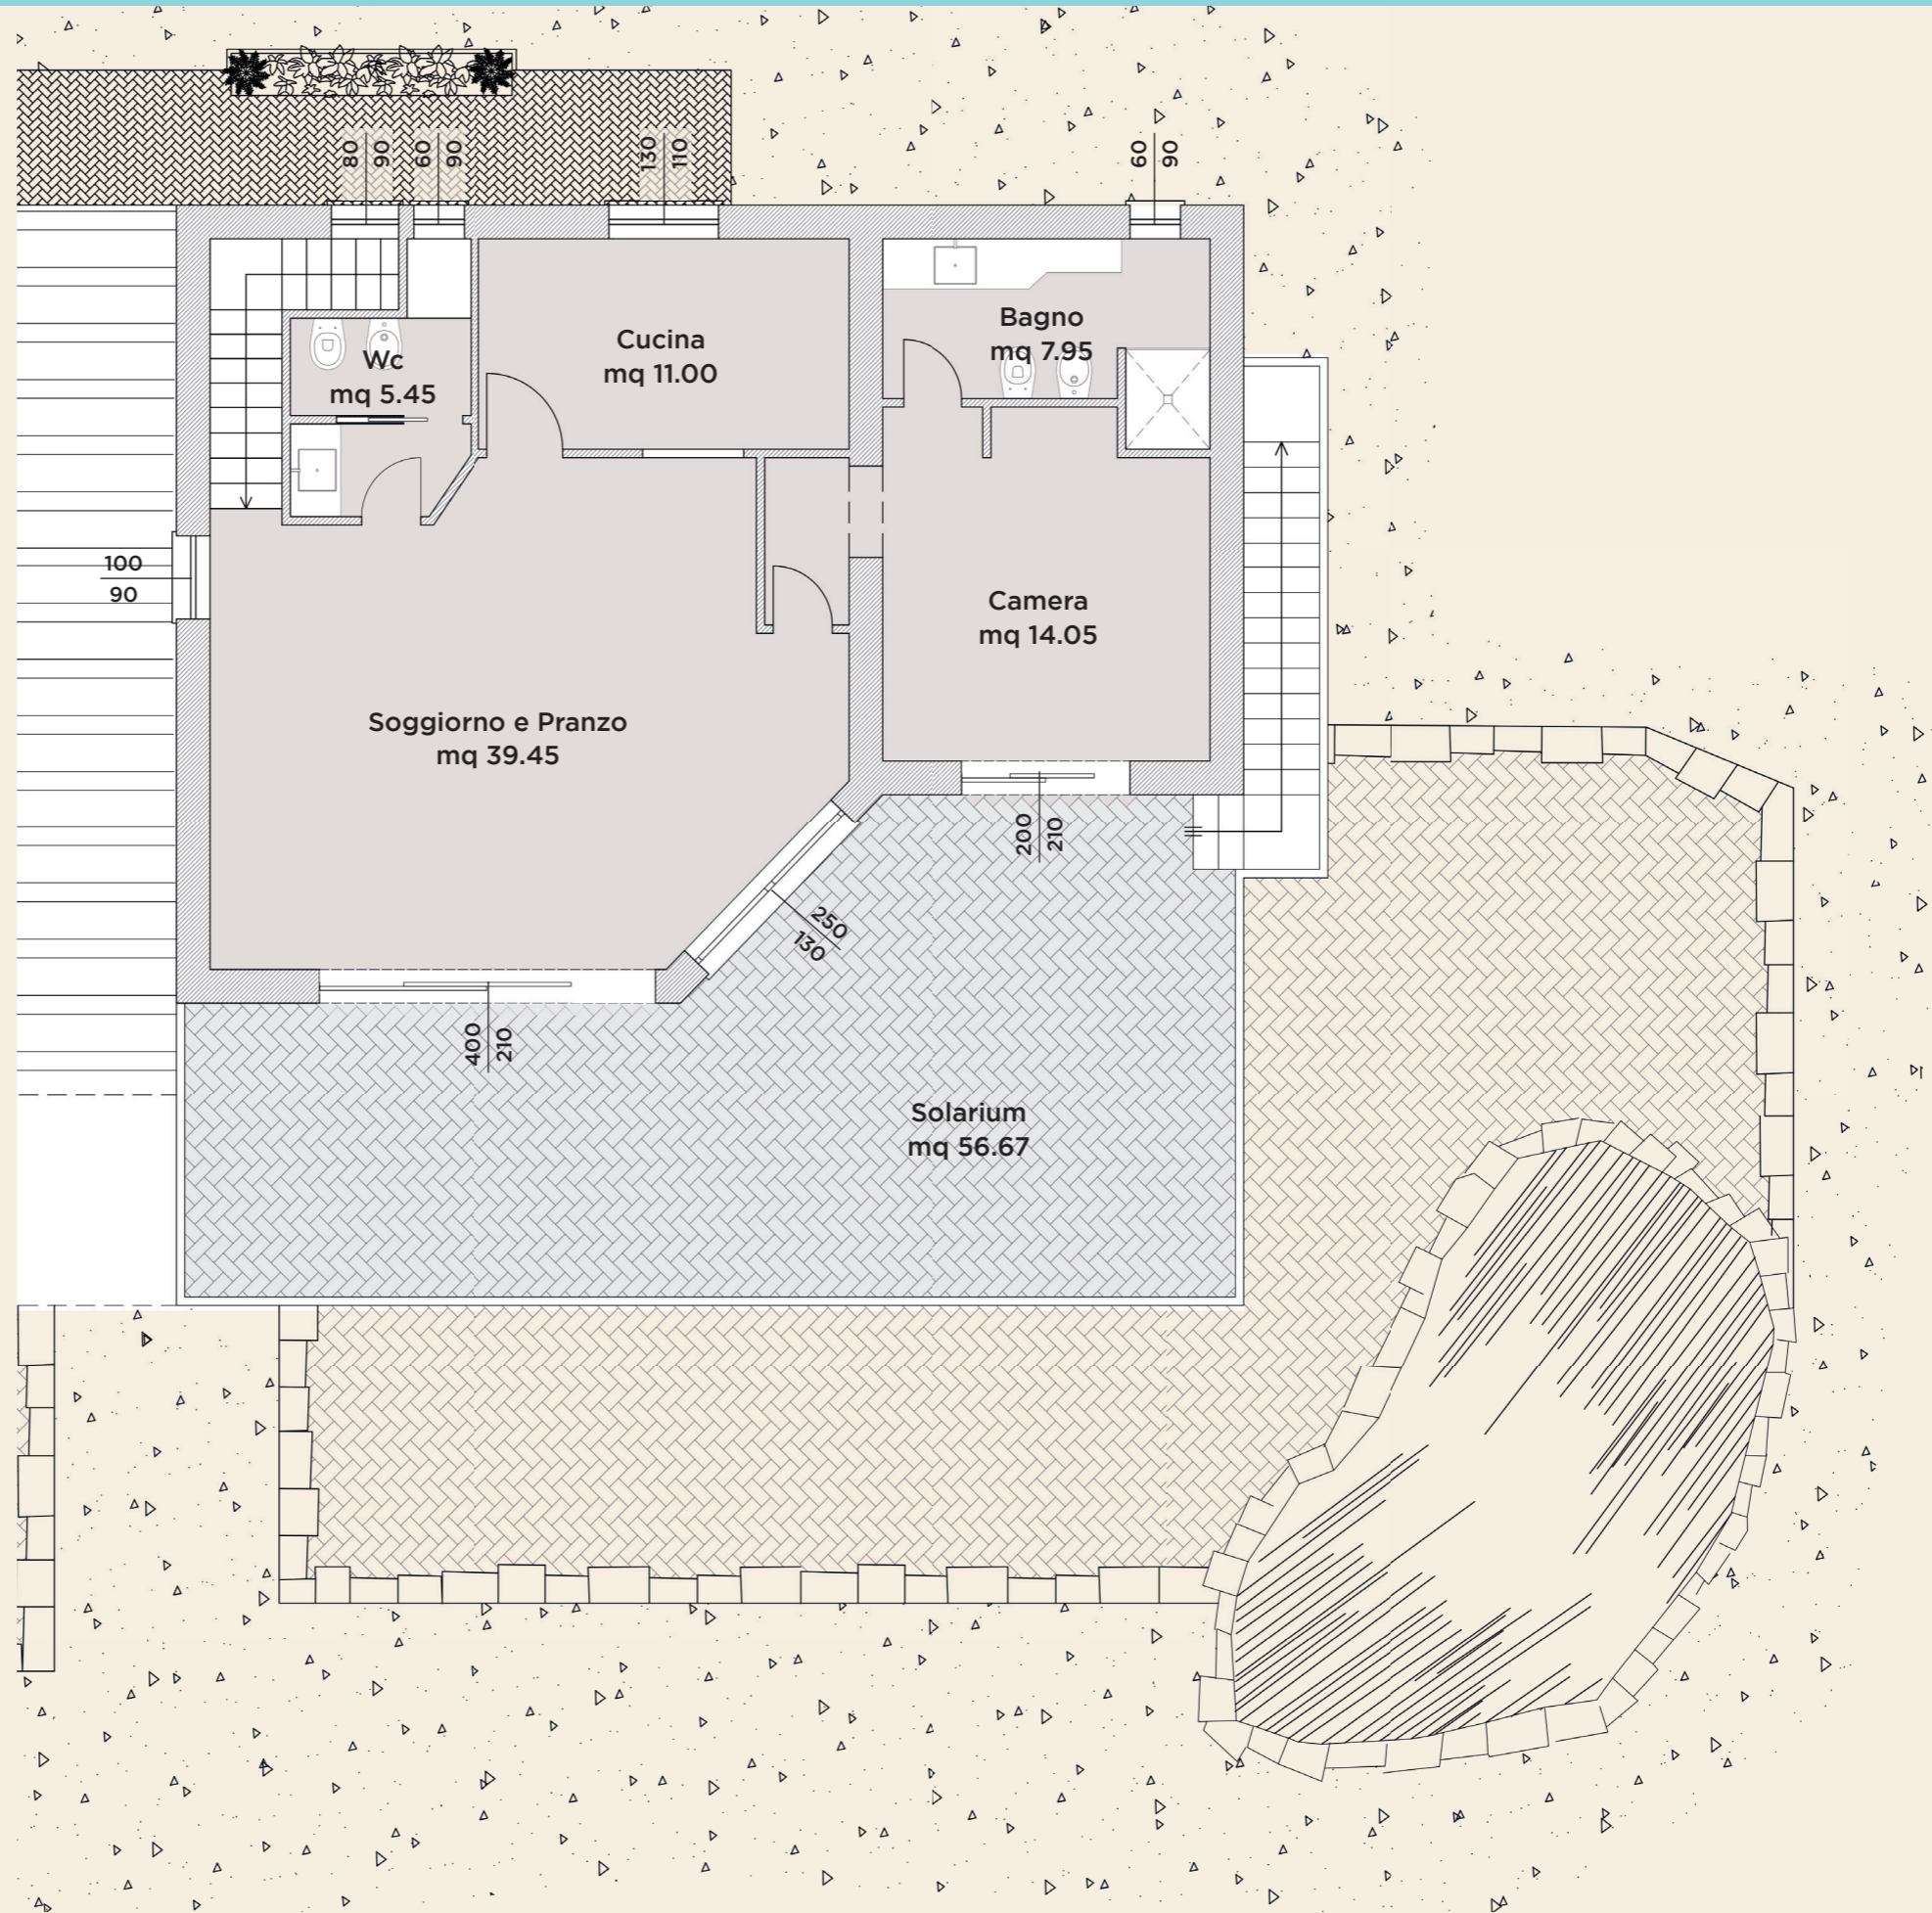 80
90
60
90
130
110
60
90
Cucina
mq 11.00
Bagno
mq 7.95
Wc
mq 5.45
100
90
Camera
mq 14.05
Soggiorno e Pranzo
mq 39.45
200
210
250
130
400
210
Solarium
mq 56.67